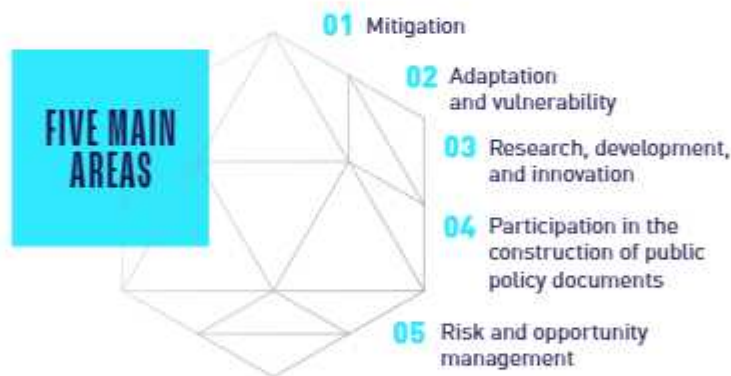 FIVE MAIN
AREAS
01 Mitigation
02 Adaptation
and vulnerability
03 Research, development,
and innovation
04 Participation in the
construction of public
policy documents
05 Risk and opportunity
management